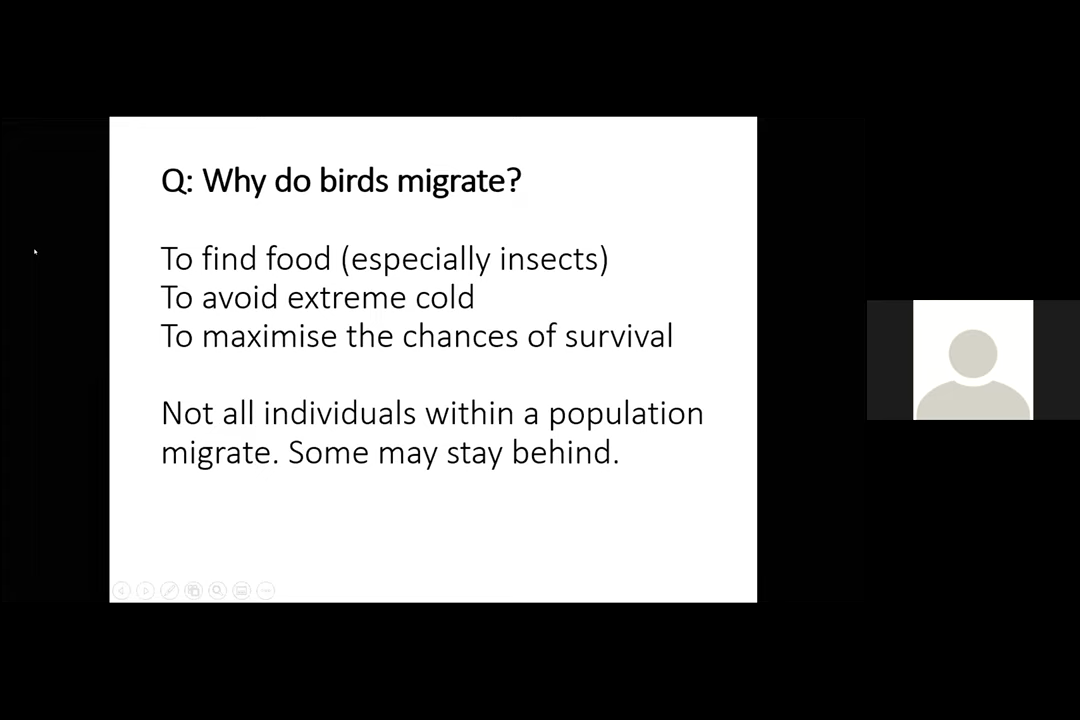 Q: Why do birds migrate?
To find food (especially insects)
To avoid extreme cold
To maximise the chances of survival
Not all individuals within a population
migrate. Some may stay behind.